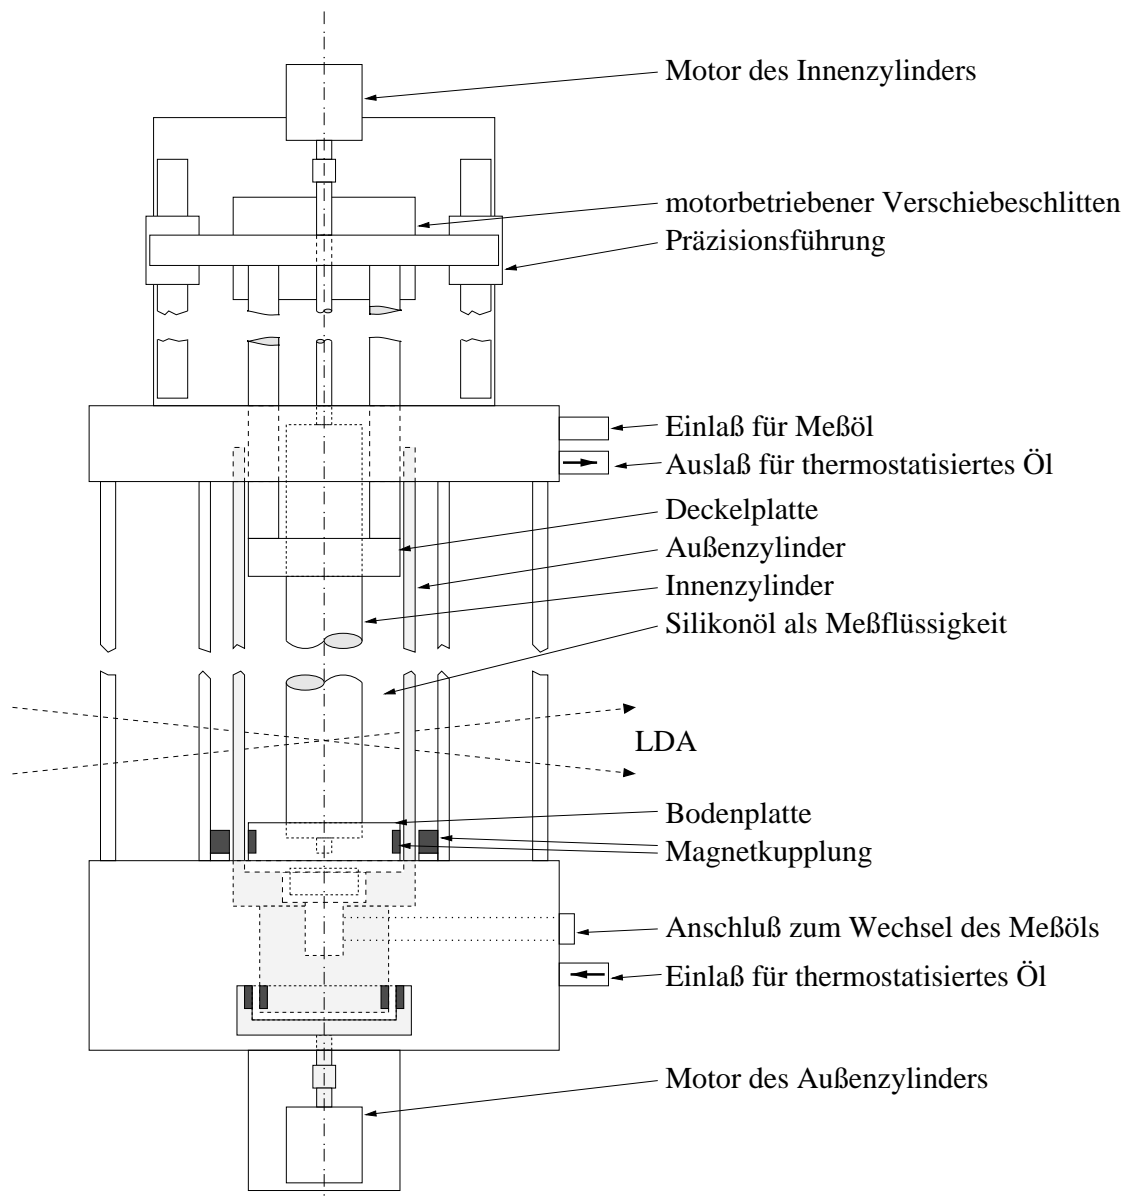 Motor des Innenzylinders
motorbetriebener Verschiebeschlitten
Präzisionsführung
Einlaß für Meßöl
Auslaß für thermostatisiertes Öl
Deckelplatte
Außenzylinder
Innenzylinder
Silikonöl als Meßflüssigkeit
LDA
Bodenplatte
Magnetkupplung
Anschluß zum Wechsel des Meßöls
Einlaß für thermostatisiertes Öl
Motor des Außenzylinders